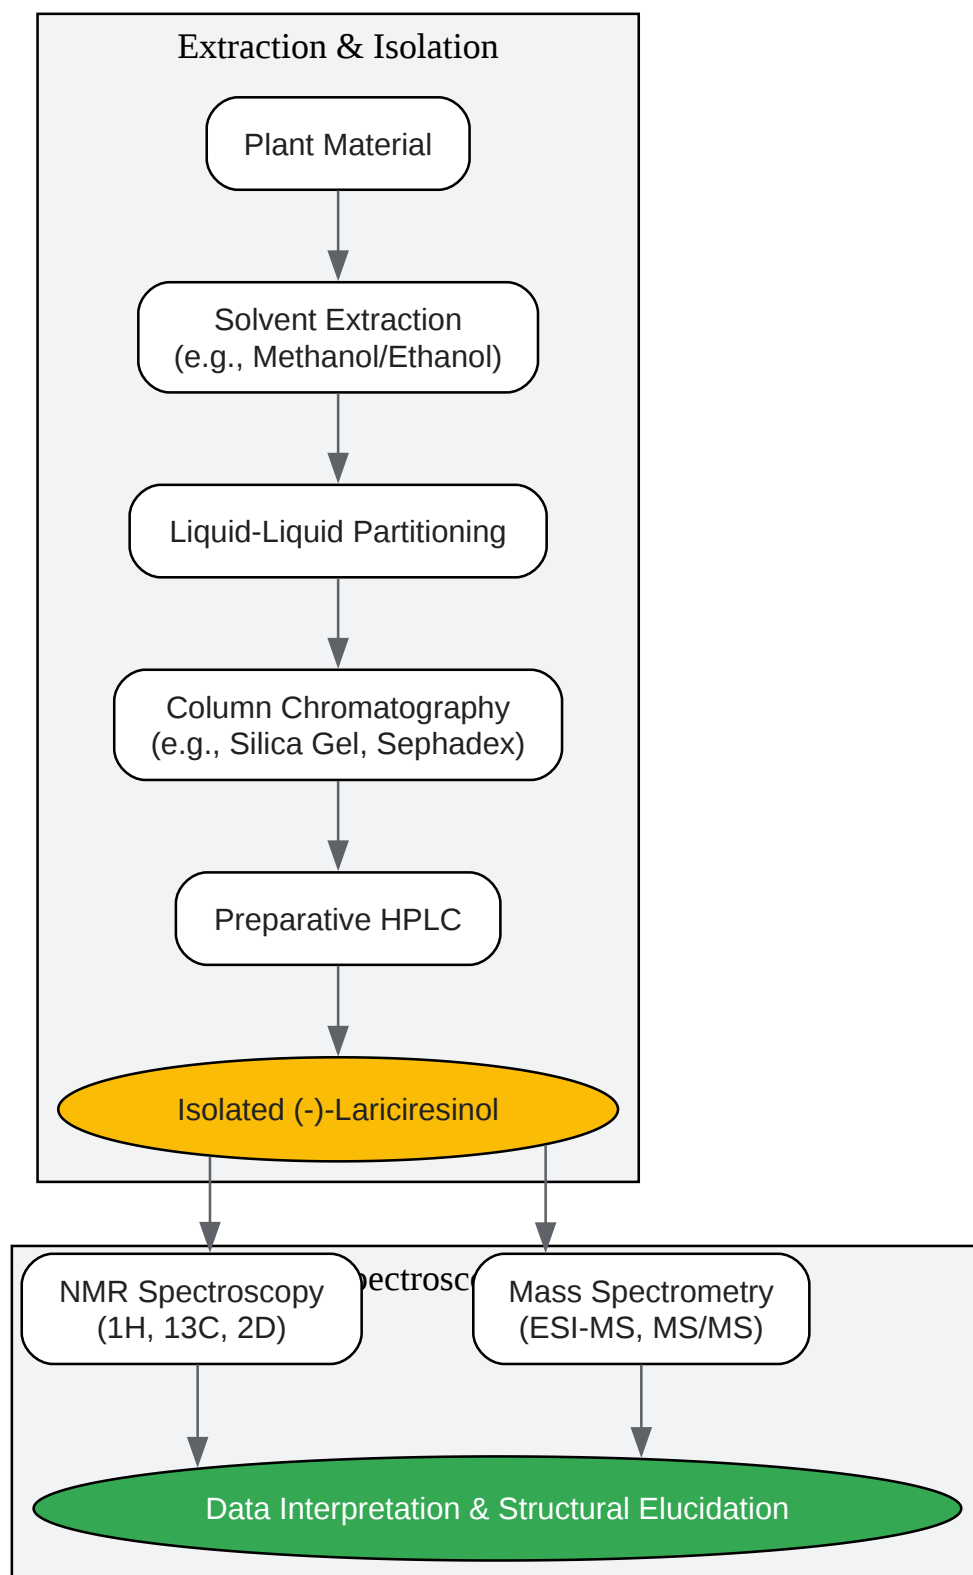 Extraction & Isolation
Plant Material
Solvent Extraction
(e.g., Methanol/Ethanol)
Liquid-Liquid Partitioning
Column Chromatography
(e.g., Silica Gel, Sephadex)
Preparative HPLC
Isolated (-)-Lariciresinol
NMR Spectroscopy
(1H, 13C, 2D)
Mass Spectrometry
(ESI-MS, MS/MS)
Data Interpretation & Structural Elucidation